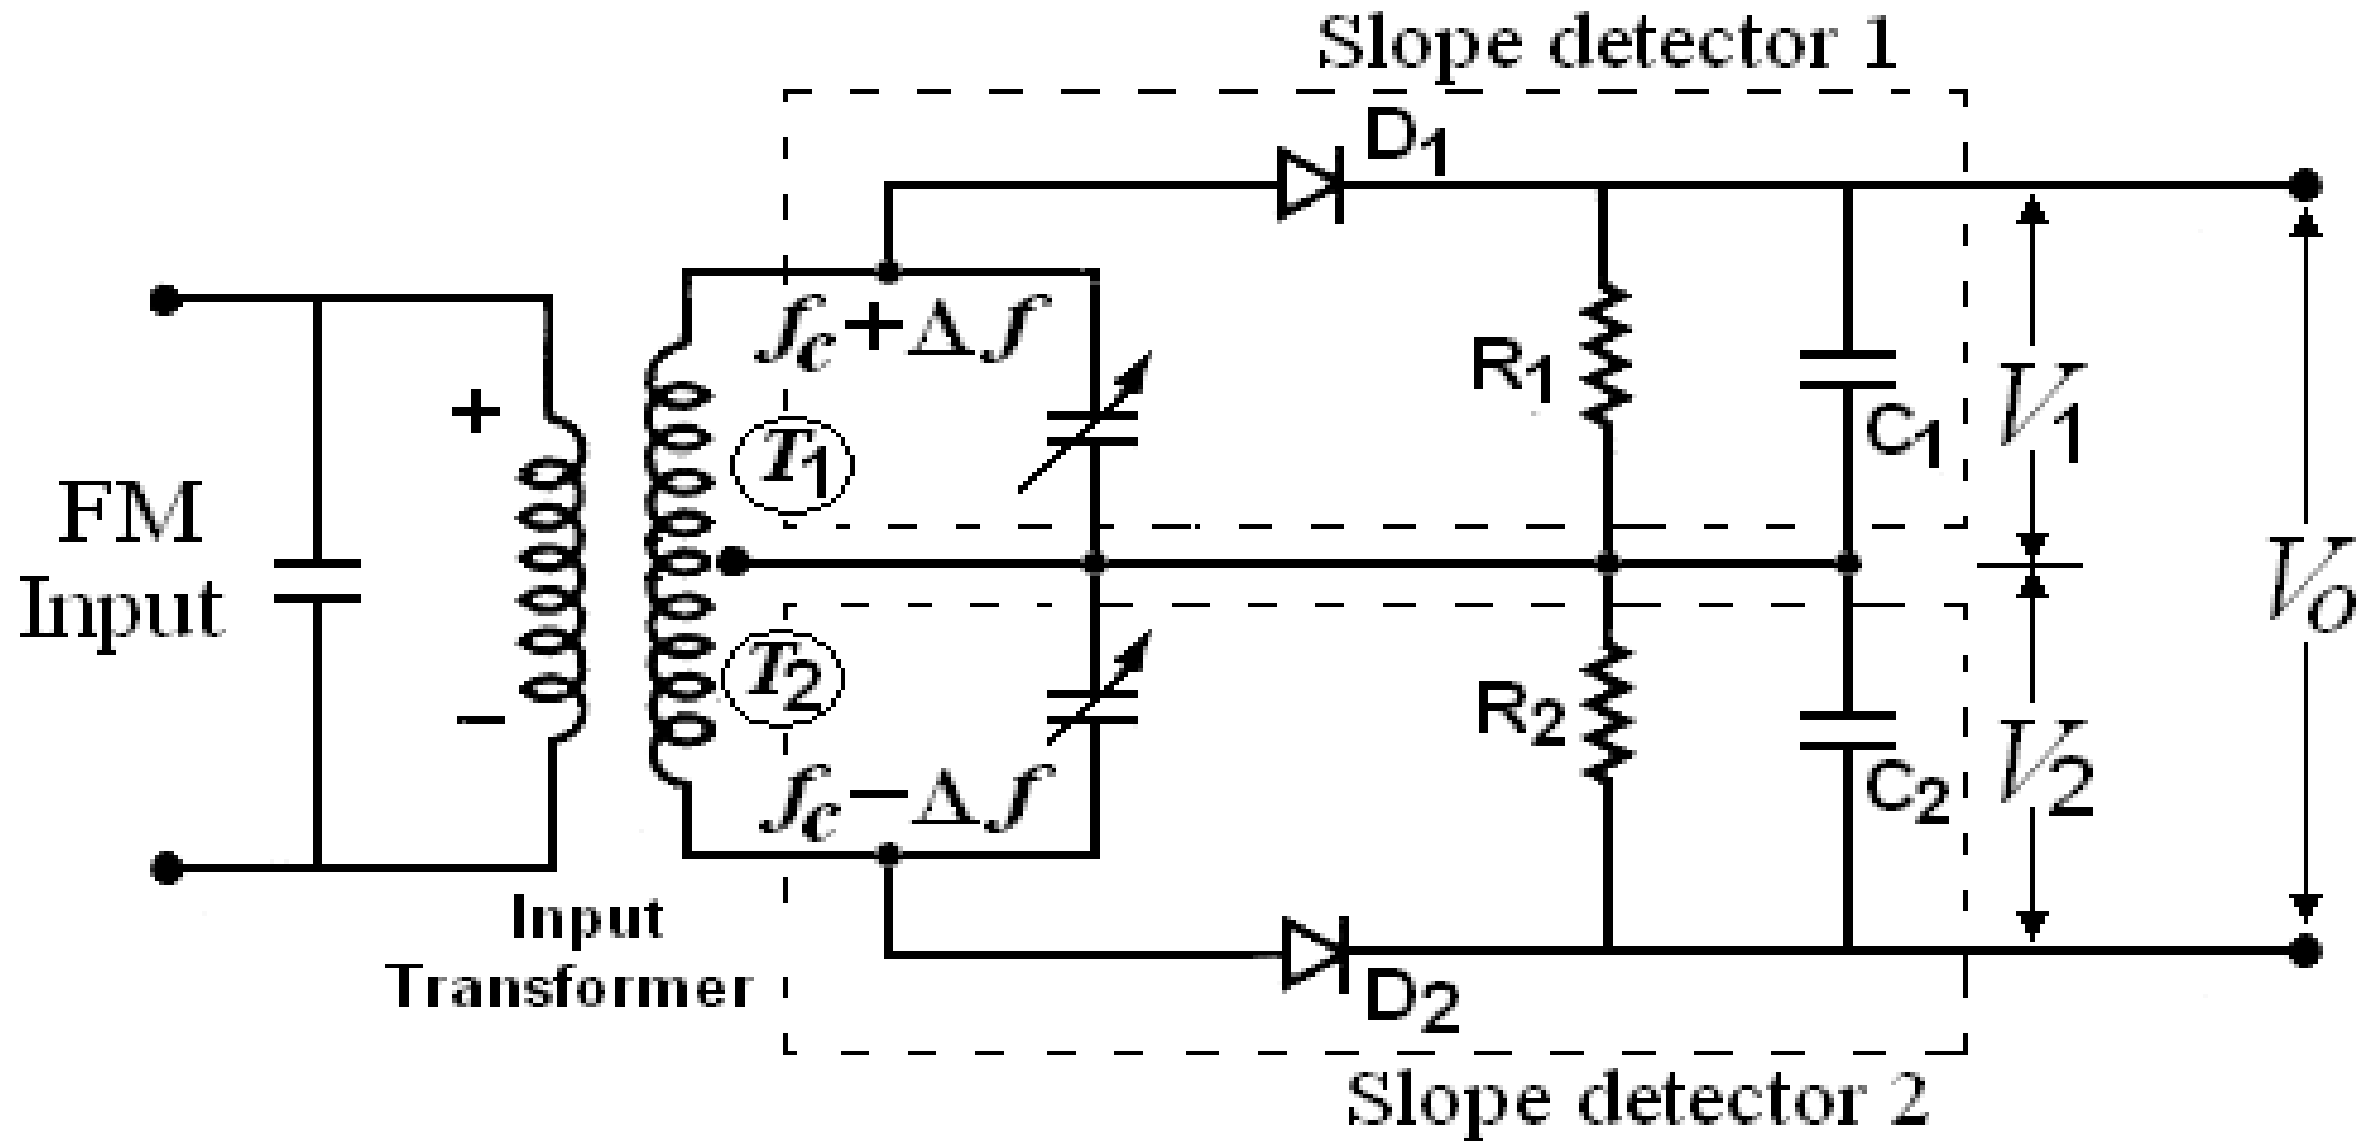 Slope detector 1
D1
fc+Δf
+
R1
C1
V1
T1
FM
Input
Vo
T2
R2
−
C2
V2
fc−Δf
Input
Transformer
D2
Slope detector 2